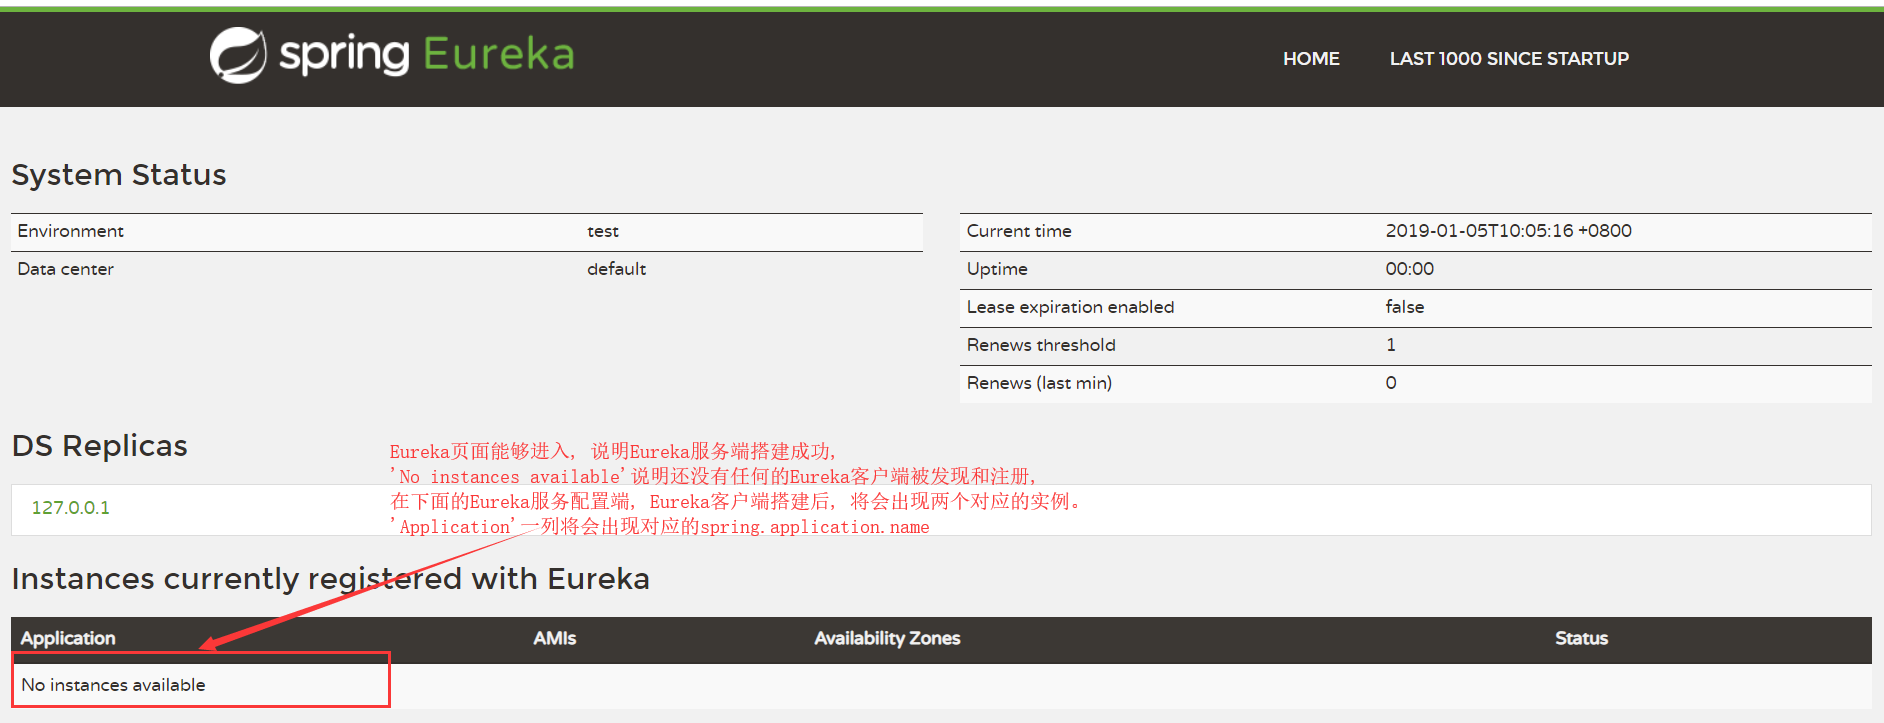 spring Eureka
HOME LAST 1000 SINCE STARTUP
System Status
Environment test
Data center default
Current time 2019-01-05T10:05:16 +0800
Uptime 00:00
Lease expiration enabled false
Renews threshold 1
Renews (last min) 0
DS Replicas
127.0.0.1
Eureka页面能够进入, 说明Eureka服务端搭建成功,
'No instances available'说明还没有任何的Eureka客户端被发现和注册,
在下面的Eureka服务配置端, Eureka客户端搭建后, 将会出现两个对应的实例。
'Application'一列将会出现对应的spring.application.name
Instances currently registered with Eureka
Application AMIs Availability Zones Status
No instances available